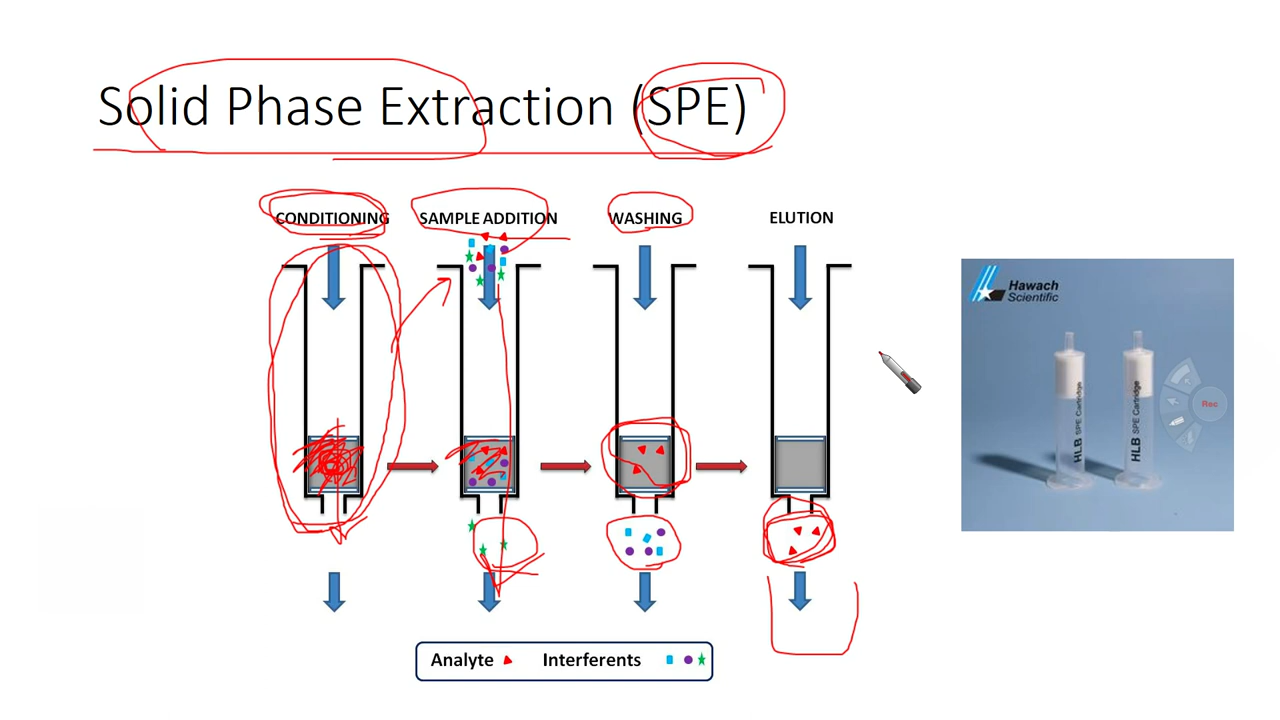 Solid Phase Extraction (SPE)
CONDITIONING
SAMPLE ADDITION
WASHING
ELUTION
Hawach
Scientific
HLB SPE Cartridge
HLB SPE Cartridge
Rec
Analyte
Interferents